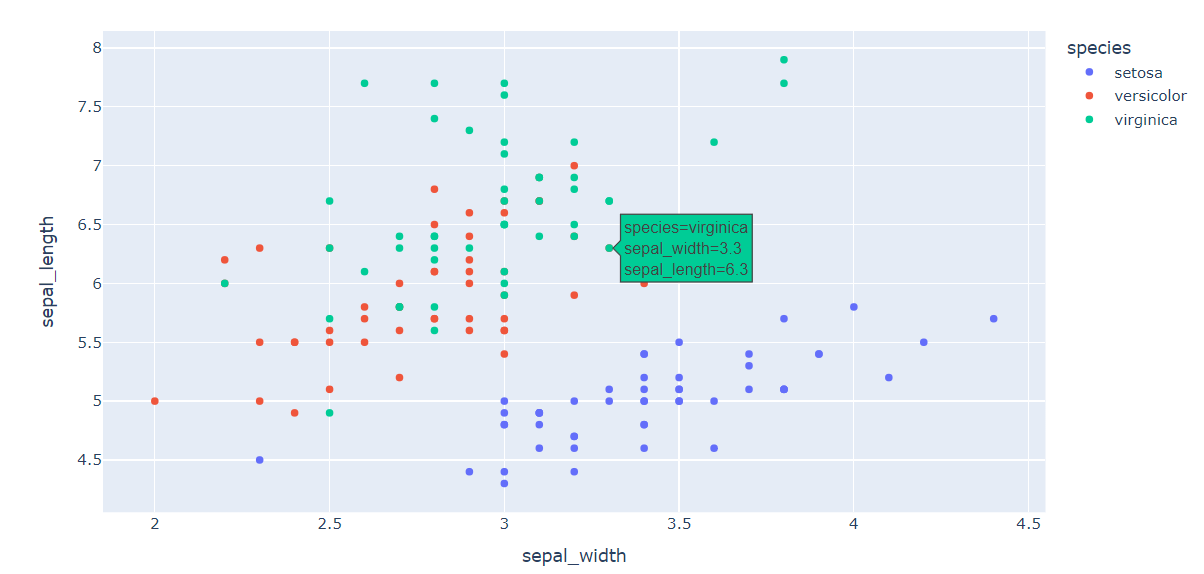 species
setosa
versicolor
virginica
8
7.5
7
6.5
6
5.5
5
4.5
sepal_length
species=virginica
sepal_width=3.3
sepal_length=6.3
2
2.5
3
3.5
4
4.5
sepal_width